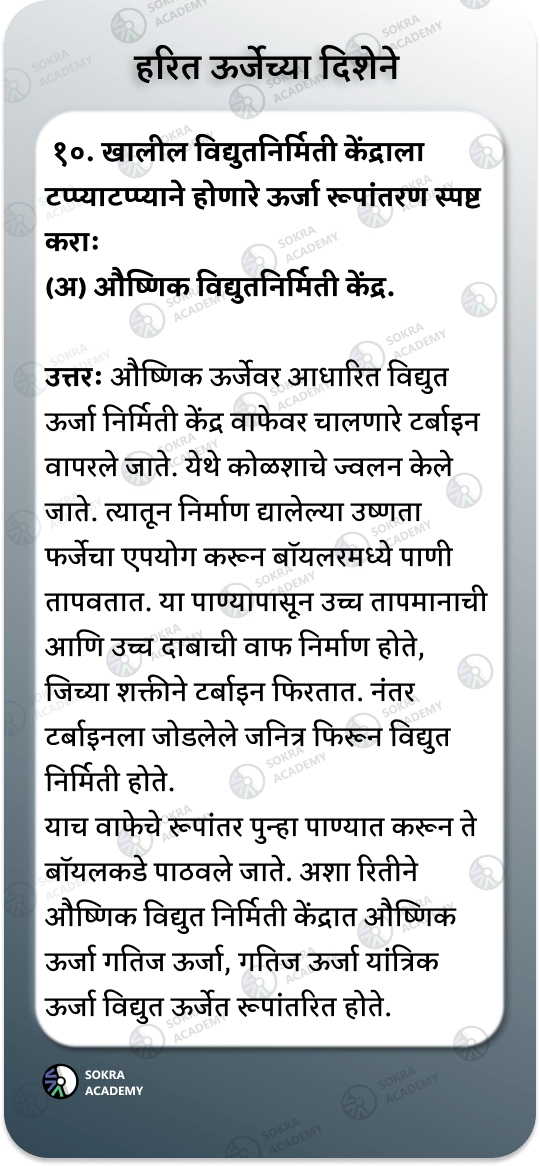 हरित ऊर्जेच्या दिशेने
१०. खालील विद्युतनिर्मिती केंद्राला
टप्प्याटप्प्याने होणारे ऊर्जा रूपांतरण स्पष्ट
कराः
(अ) औष्णिक विद्युतनिर्मिती केंद्र.
उत्तरः औष्णिक ऊर्जेवर आधारित विद्युत
ऊर्जा निर्मिती केंद्र वाफेवर चालणारे टर्बाइन
वापरले जाते. येथे कोळशाचे ज्वलन केले
जाते. त्यातून निर्माण द्यालेल्या उष्णता
फर्जेचा एपयोग करून बॉयलरमध्ये पाणी
तापवतात. या पाण्यापासून उच्च तापमानाची
आणि उच्च दाबाची वाफ निर्माण होते,
जिच्या शक्तीने टर्बाइन फिरतात. नंतर
टर्बाइनला जोडलेले जनित्र फिरून विद्युत
निर्मिती होते.
याच वाफेचे रूपांतर पुन्हा पाण्यात करून ते
बॉयलकडे पाठवले जाते. अशा रितीने
औष्णिक विद्युत निर्मिती केंद्रात औष्णिक
ऊर्जा गतिज ऊर्जा, गतिज ऊर्जा यांत्रिक
ऊर्जा विद्युत ऊर्जेत रूपांतरित होते.
SOKRA
ACADEMY